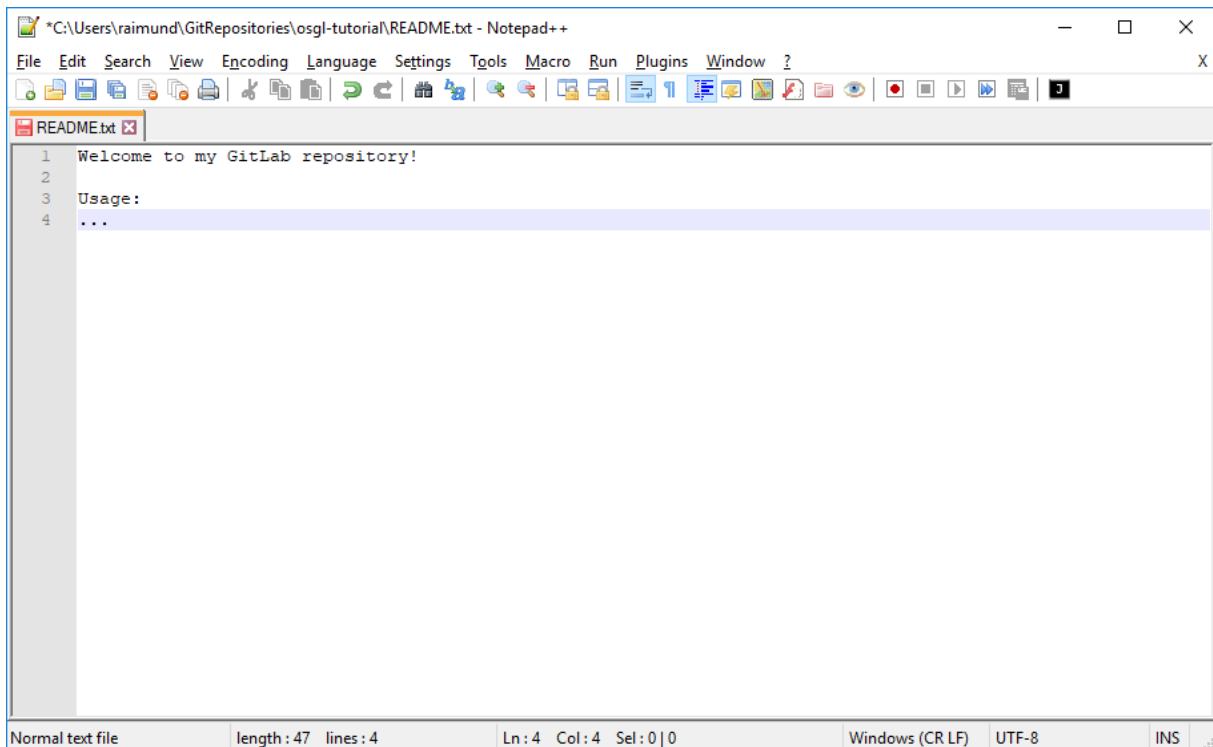 *C:\Users\raimund\GitRepositories\osgl-tutorial\README.txt - Notepad++
File Edit Search View Encoding Language Settings Tools Macro Run Plugins Window ? X
README.txt
1 Welcome to my GitLab repository!
2
3 Usage:
4 ...
Normal text file length : 47 lines : 4 Ln : 4 Col : 4 Sel : 0 | 0 Windows (CR LF) UTF-8 INS